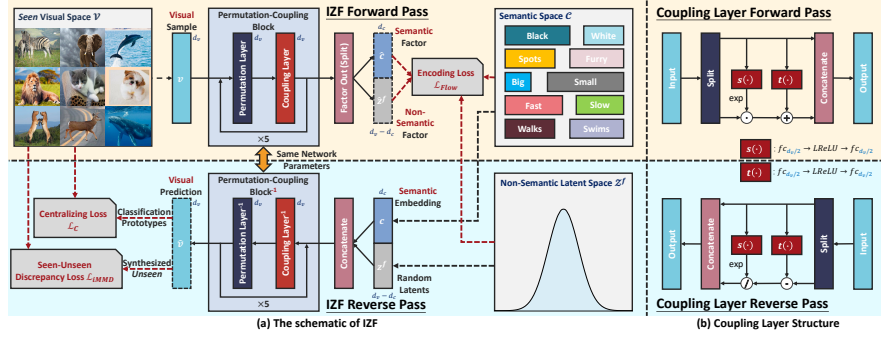 Seen Visual Space 𝒱
Visual
Sample
d_v
v
Permutation-Coupling
Block
IZF Forward Pass
d_v
d_v
Permutation Layer
Coupling Layer
×5
Factor Out (Split)
d_c
ĉ
ẑ^f
d_v − d_c
Semantic
Factor
Non-
Semantic
Factor
Encoding Loss
ℒ_Flow
Semantic Space 𝒞
Black
White
Spots
Furry
Big
Small
Fast
Slow
Walks
Swims
Same Network
Parameters
Centralizing Loss
ℒ_C
Classification
Prototypes
Seen-Unseen
Discrepancy Loss ℒ_iMMD
Synthesized
Unseen
Visual
Prediction
d_v
v̂
Permutation-Coupling
Block⁻¹
d_v
d_v
Permutation Layer⁻¹
Coupling Layer⁻¹
×5
Concatenate
d_c
c
z^f
d_v − d_c
Semantic
Embedding
Random
Latents
IZF Reverse Pass
Non-Semantic Latent Space 𝒵^f
(a) The schematic of IZF
Coupling Layer Forward Pass
Input
Split
s(·)
t(·)
exp
·
+
Concatenate
Output
s(·) : fc_{d_v/2} → LReLU → fc_{d_v/2}
t(·) : fc_{d_v/2} → LReLU → fc_{d_v/2}
Output
Concatenate
s(·)
t(·)
exp
/
-
Split
Input
Coupling Layer Reverse Pass
(b) Coupling Layer Structure